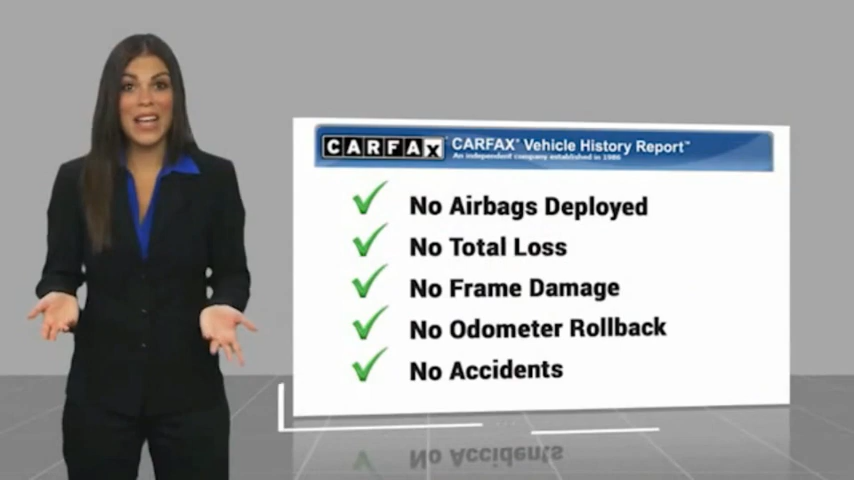 CARFAX CARFAX™ Vehicle History Report™
An independent company established in 1986
No Airbags Deployed
No Total Loss
No Frame Damage
No Odometer Rollback
No Accidents